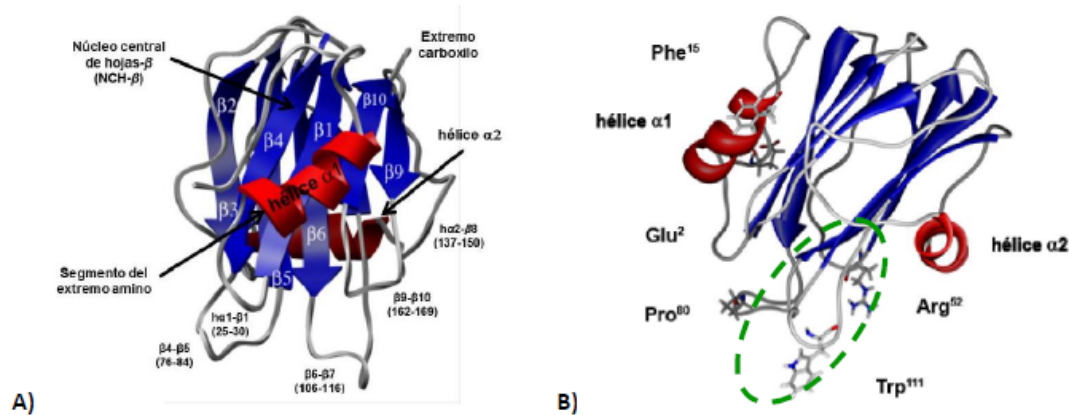 Núcleo central
de hojas-β
(NCH-β)
Extremo
carboxilo
β2
β10
β4
β1
hélice α2
β9
hélice α1
β3
β6
hα2-β8
(137-150)
Segmento del
extremo amino
β5
hα1-β1
(25-30)
β9-β10
(162-169)
β4-β5
(76-84)
β6-β7
(106-116)
A)
Phe15
hélice α1
Glu2
hélice α2
Pro80
Arg52
Trp111
B)